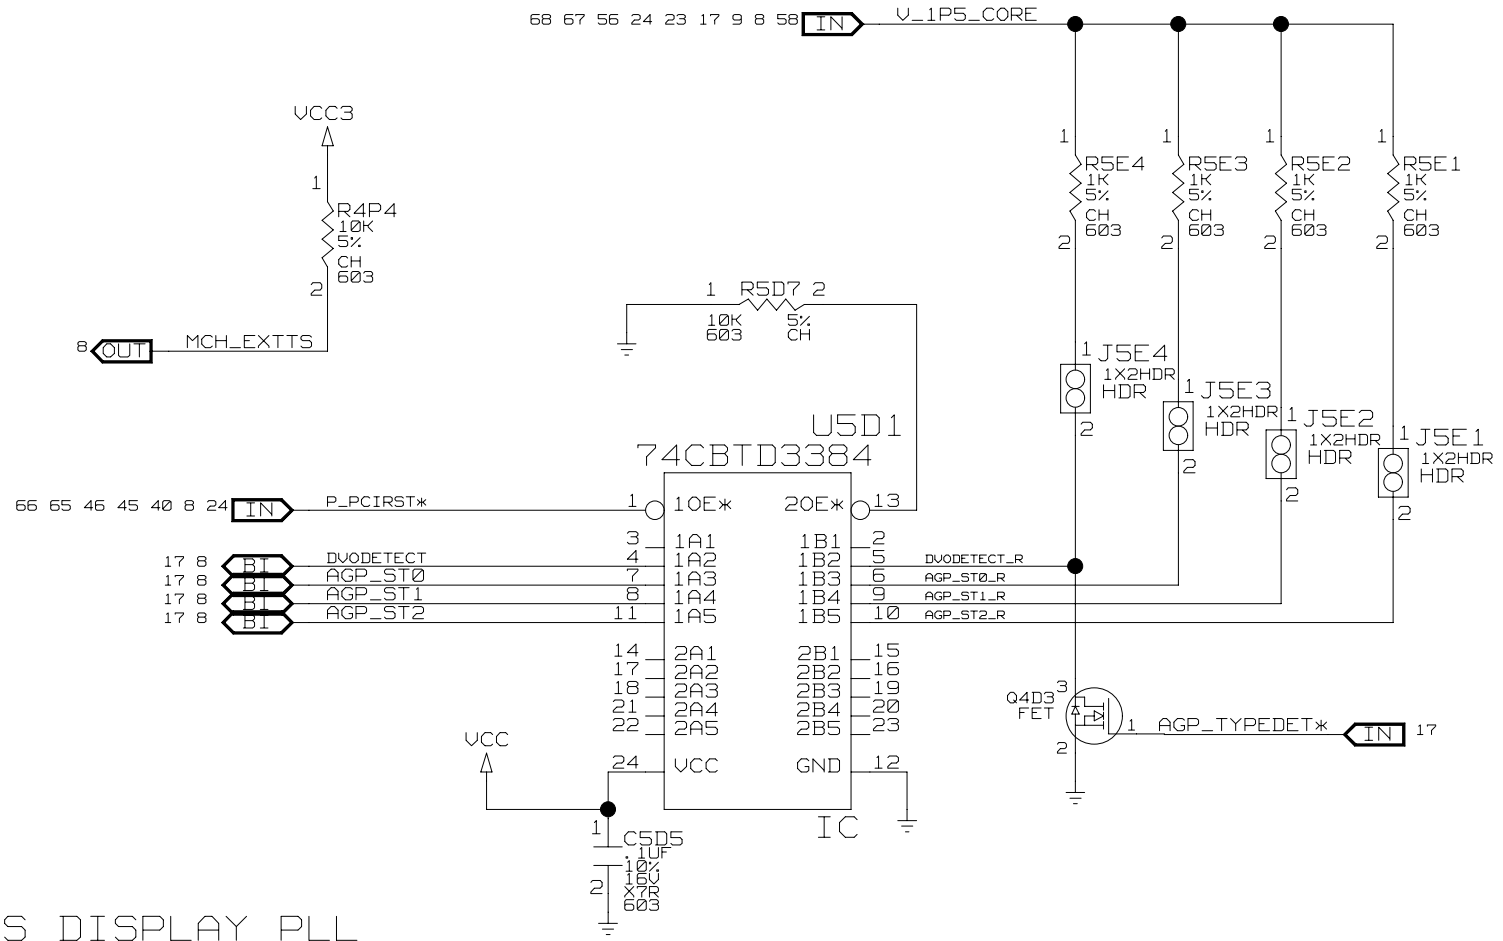 68 67 56 24 23 17 9 8 58 IN V_1P5_CORE
VCC3
1
R4P4
10K
5%
CH
603
2
8 OUT MCH_EXTTS
1
R5E4
1K
5%
CH
603
2
1
R5E3
1K
5%
CH
603
2
1
R5E2
1K
5%
CH
603
2
1
R5E1
1K
5%
CH
603
2
1 R5D7 2
10K 5%
603 CH
1 J5E4
1X2HDR
HDR
2
1 J5E3
1X2HDR
HDR
2
1 J5E2
1X2HDR
HDR
2
1 J5E1
1X2HDR
HDR
2
U5D1
74CBTD3384
66 65 46 45 40 8 24 IN P_PCIRST* 1 1OE* 2OE* 13
3 1A1 1B1 2
17 8 BI DVODETECT 4 1A2 1B2 5 DVODETECT_R
17 8 BI AGP_ST0 7 1A3 1B3 6 AGP_ST0_R
17 8 BI AGP_ST1 8 1A4 1B4 9 AGP_ST1_R
17 8 BI AGP_ST2 11 1A5 1B5 10 AGP_ST2_R
14 2A1 2B1 15
17 2A2 2B2 16
18 2A3 2B3 19
21 2A4 2B4 20
22 2A5 2B5 23
24 VCC GND 12
IC
VCC
1
C5D5
.1UF
10%
16V
X7R
603
2
3
Q4D3
FET
2
1 AGP_TYPEDET* IN 17
S DISPLAY PLL